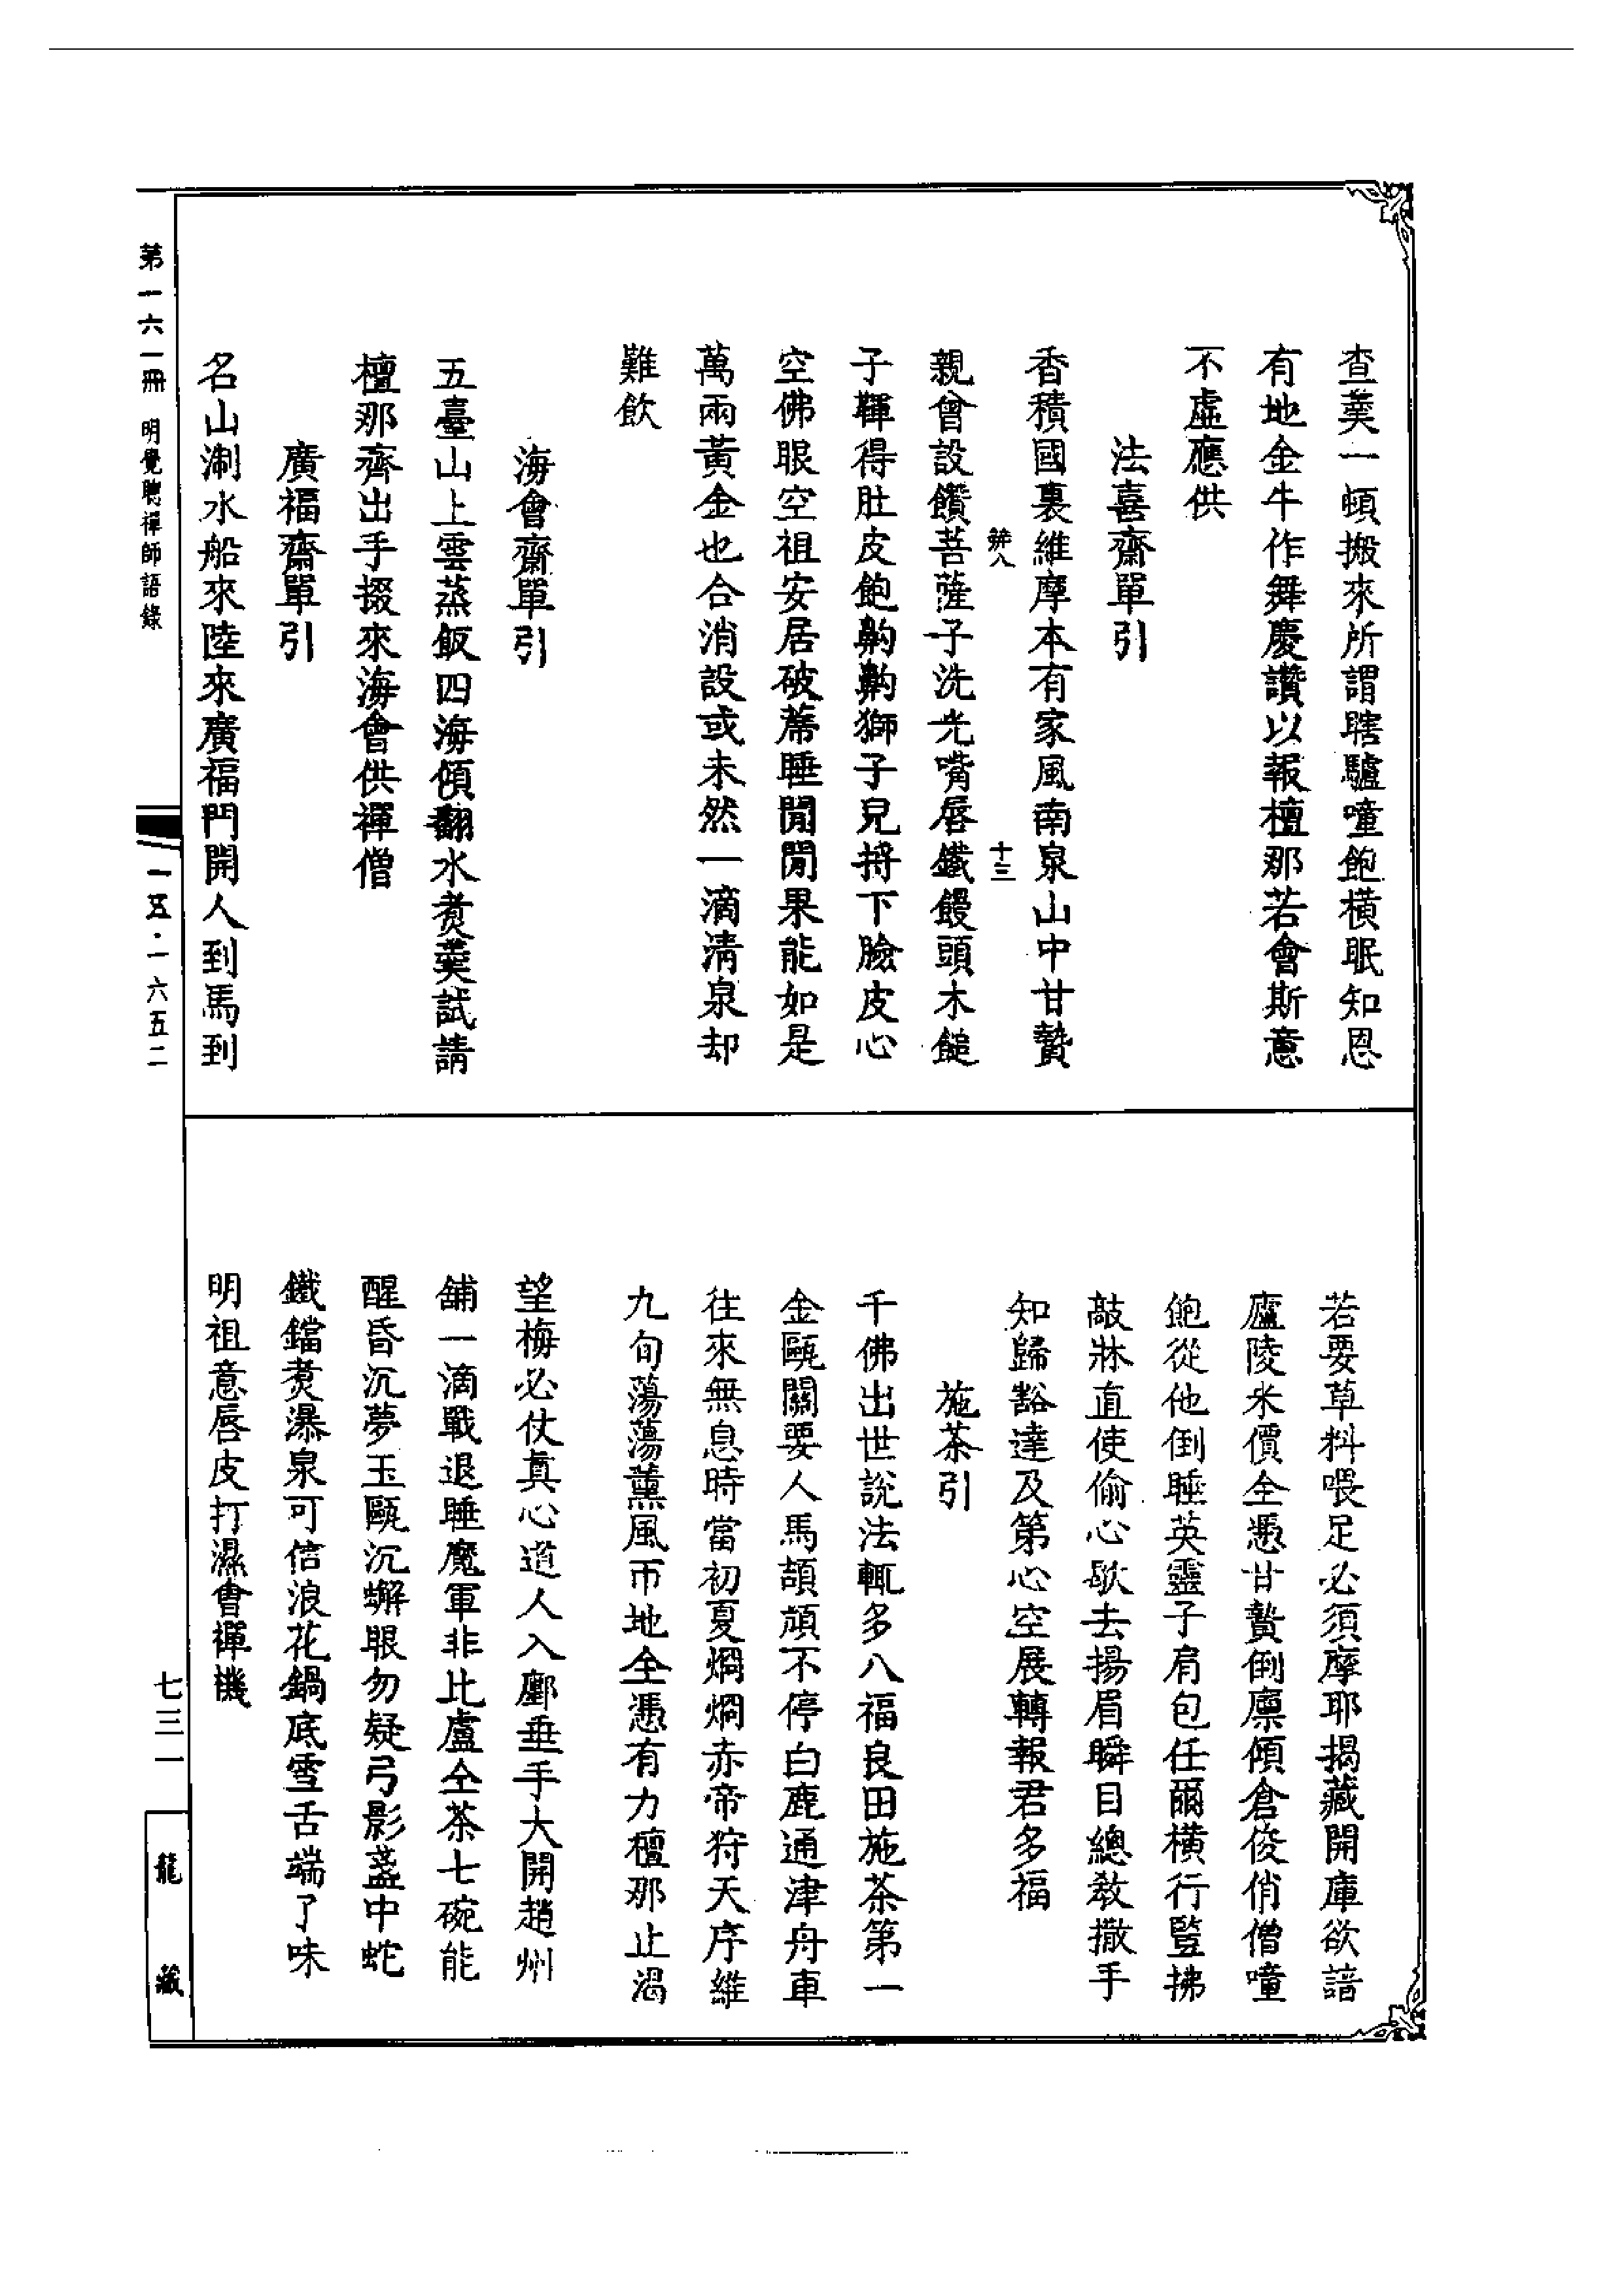 查羮一頓搬來所謂瞎驢噇飽橫眠知恩
有地金牛作舞慶讚以報檀那若會斯意
不虛應供
法喜齋單引
香積國裏維摩本有家風南泉山中甘贄
辨八
十三
親曾設饡菩薩子洗光嘴唇鐵饅頭木䭔
子鞸得肚皮飽齁齁獅子兒捋下臉皮心
空佛眼空祖安居破蓆睡閒閒果能如是
萬兩黃金也合消設或未然一滴清泉却
難飲
海會齋單引
五臺山上雲蒸飯四海傾翻水煑羮試請
檀那齊出手掇來海會供禪僧
廣福齋單引
名山淛水船來陸來廣福門開人到馬到
若要草料喂足必須摩耶揭藏開庫欲諳
廬陵米價全憑甘贄倒廩傾倉俊俏僧噇
飽從他倒睡英靈子肩包任爾橫行豎拂
敲牀直使偷心歇去揚眉瞬目總教撒手
知歸豁達及第心空展轉報君多福
施茶引
千佛出世說法輒多八福良田施茶第一
金甌關要人馬頡頏不停白鹿通津舟車
往來無息時當初夏烱烱赤帝狩天序維
九旬蕩蕩薰風帀地全憑有力檀那止渴
望梅必仗真心道人入鄽垂手大開趙州
舖一滴戰退睡魔軍非比盧仝茶七碗能
醒昏沉夢玉甌沉蠏眼勿疑弓影盞中蛇
鐵鐺煑瀑泉可信浪花鍋底雪舌端了味
明祖意唇皮打濕會禪機
第一六一冊 明覺聰禪師語錄
一五·一六五二
七三一
龍藏